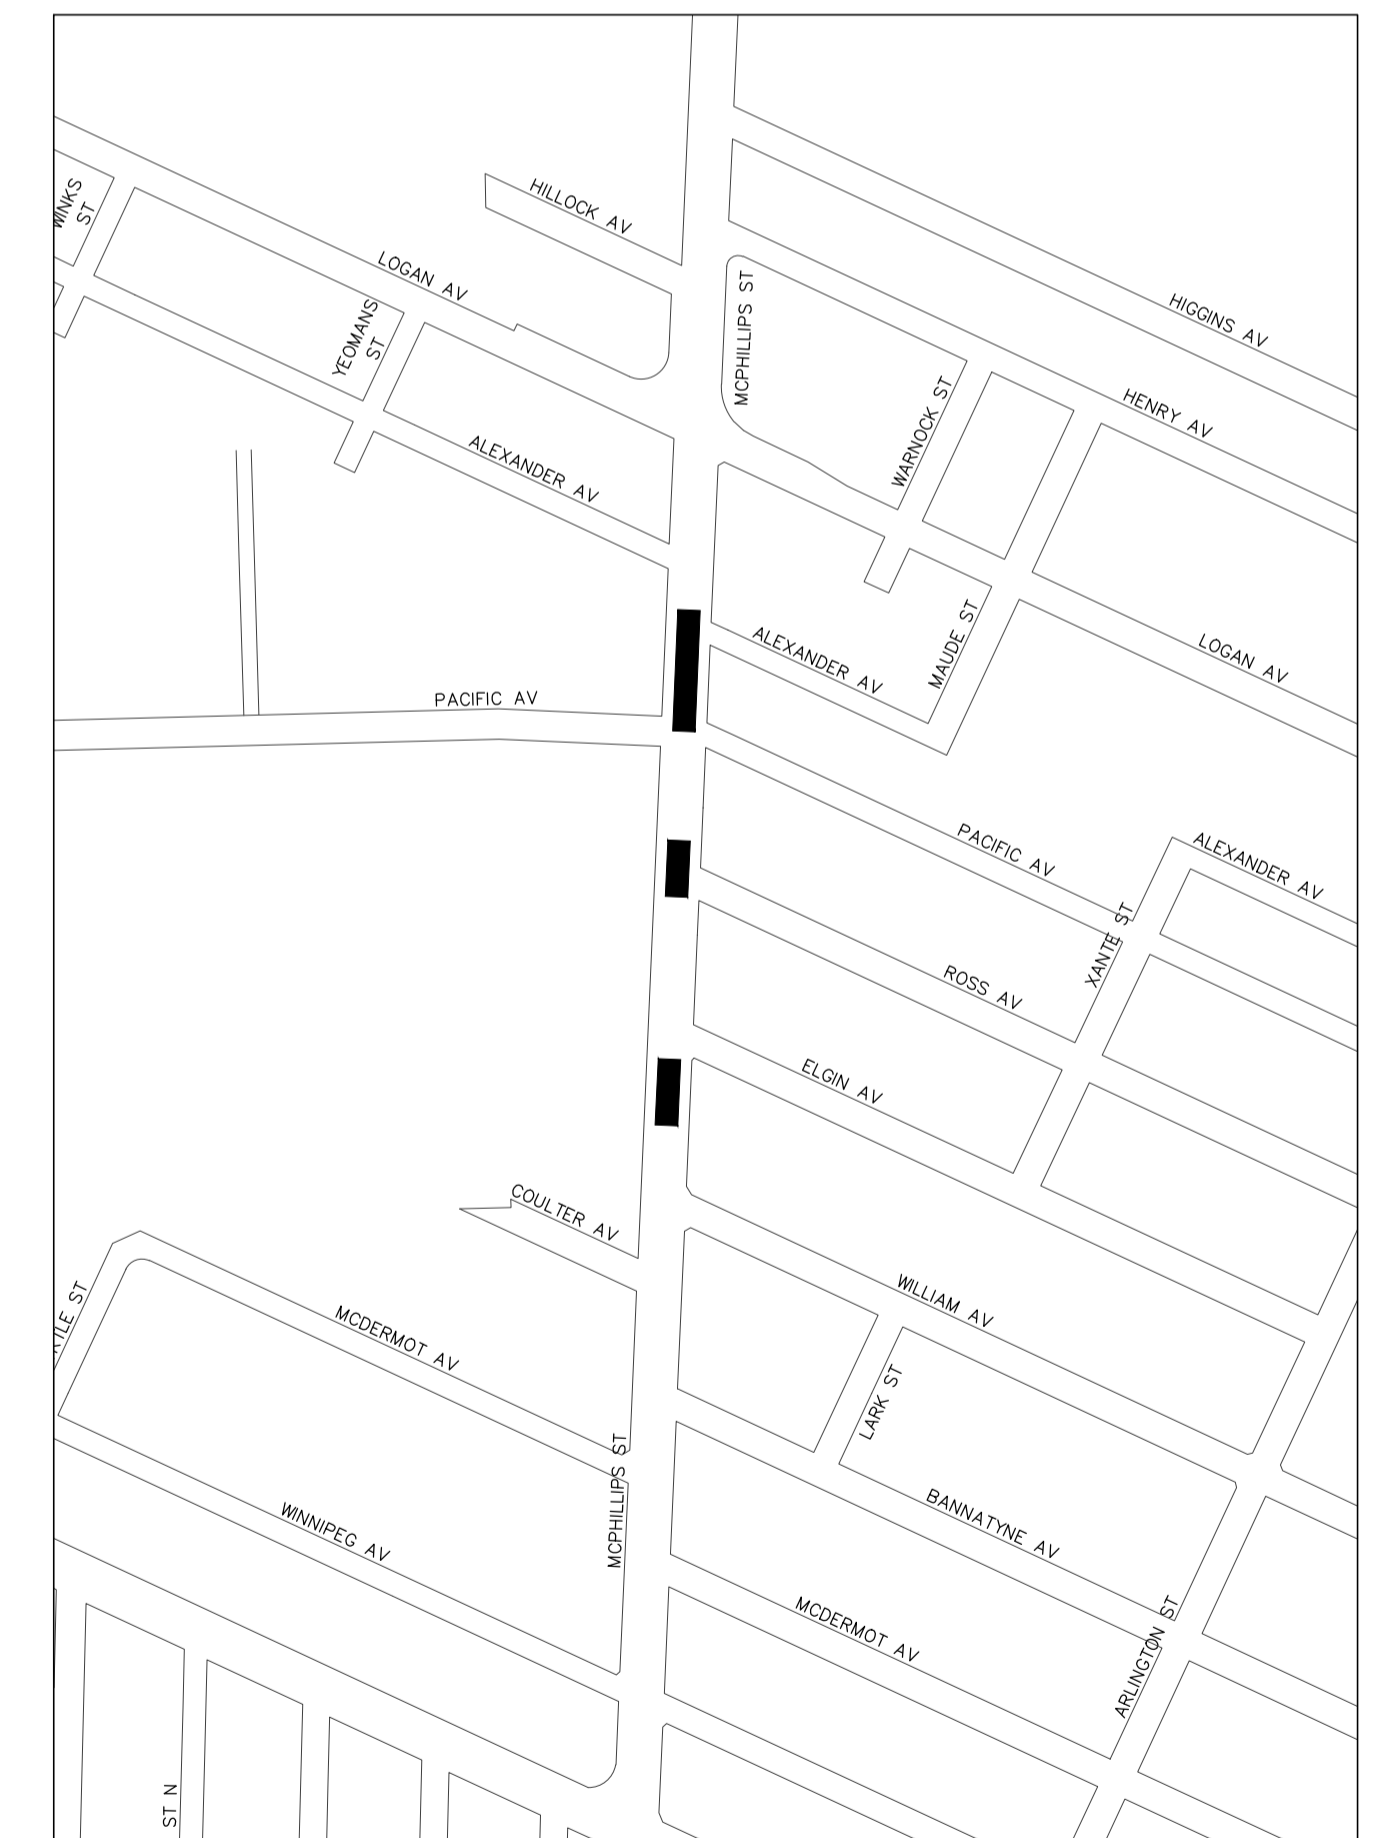 WINKS
ST
HILLOCK AV
LOGAN AV
MCPHILLIPS ST
HIGGINS AV
YEOMANS
ST
WARNOCK ST
HENRY AV
ALEXANDER AV
ALEXANDER AV
MAUDE ST
LOGAN AV
PACIFIC AV
PACIFIC AV
ALEXANDER AV
XANTE ST
ROSS AV
ELGIN AV
COULTER AV
WILLIAM AV
ST
MCDERMOT AV
LARK ST
MCPHILLIPS ST
WINNIPEG AV
BANNATYNE AV
MCDERMOT AV
ARLINGTON ST
ST N